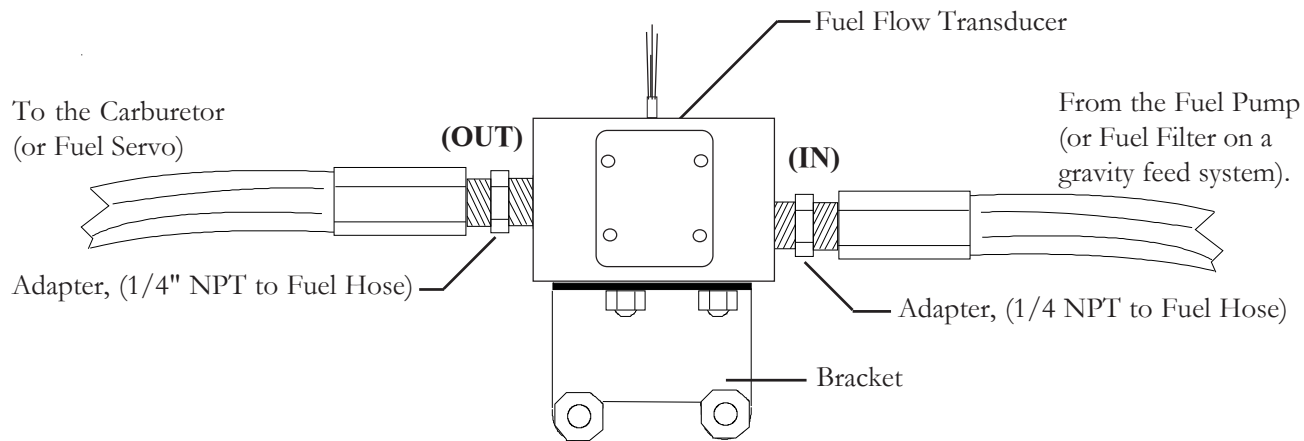 Fuel Flow Transducer
To the Carburetor
(or Fuel Servo)
(OUT)
(IN)
From the Fuel Pump
(or Fuel Filter on a
gravity feed system).
Adapter, (1/4" NPT to Fuel Hose)
Adapter, (1/4 NPT to Fuel Hose)
Bracket